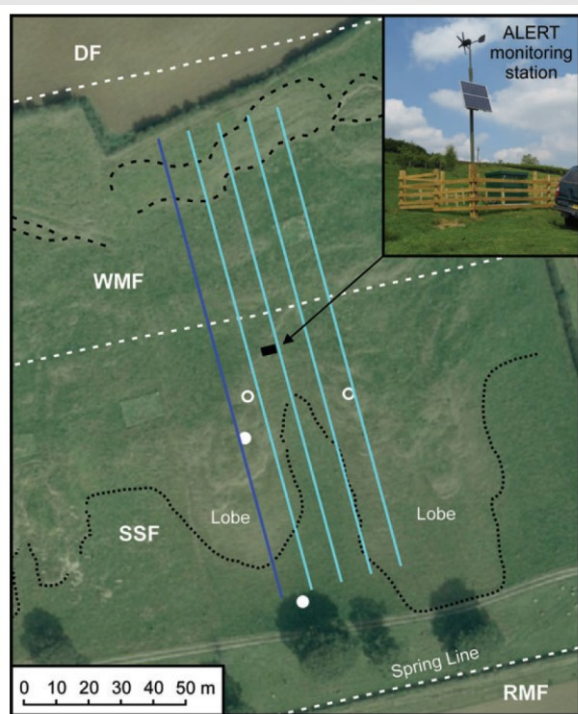 DF
ALERT
monitoring
station
WMF
Lobe
Lobe
SSF
Spring Line
RMF
0 10 20 30 40 50 m